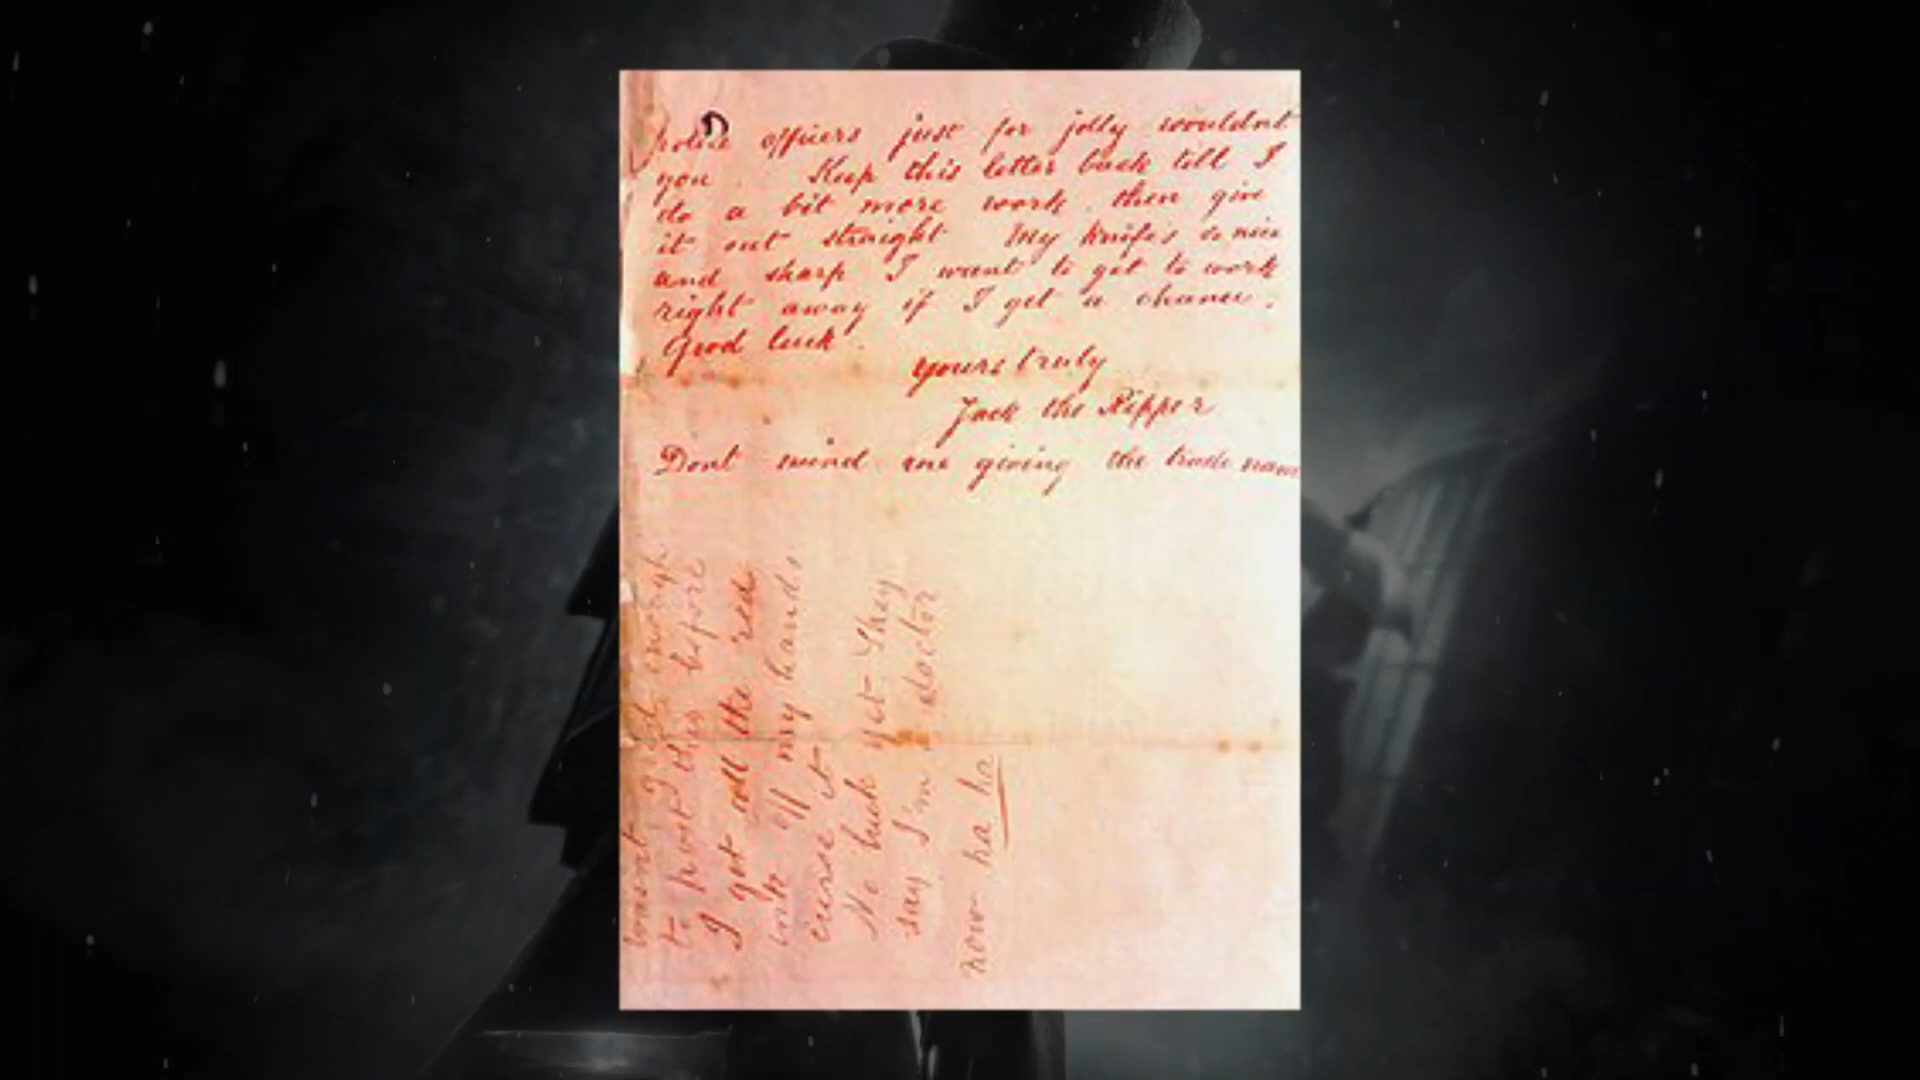 police officers just for jolly wouldnt
you. Keep this letter back till I
do a bit more work. then give
it out straight My knife's so nice
and sharp I want to get to work
right away if I get a chance.
Good luck.
yours truly
Jack the Ripper
Dont mind me giving the trade name
wasnt good enough
to post this before
I got all the red
ink off my hands
curse it
No luck yet. They
say I'm a doctor
now ha ha